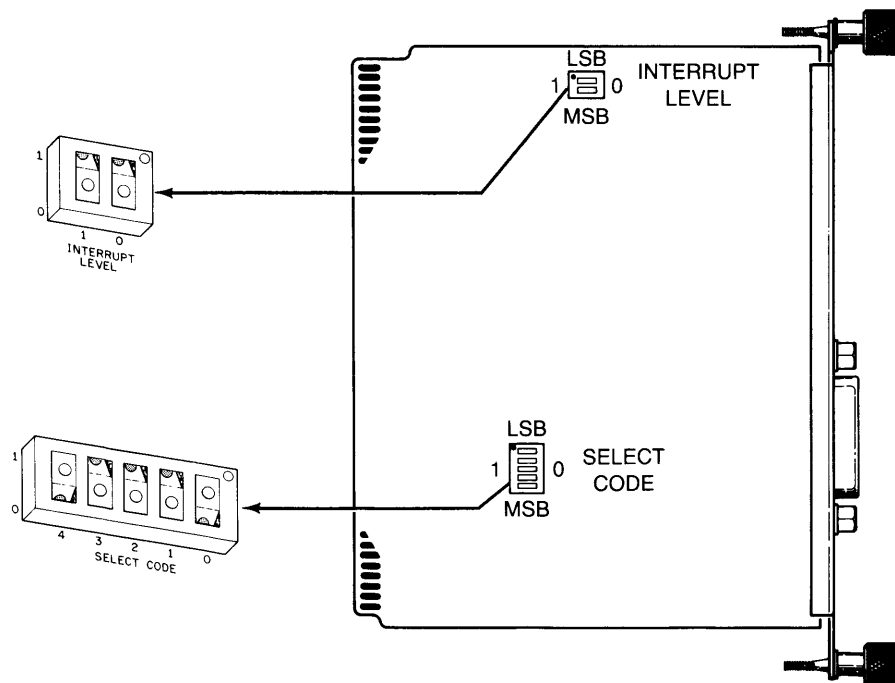 LSB
1 0
MSB
INTERRUPT
LEVEL
1
0
1 0
INTERRUPT
LEVEL
LSB
1 0
MSB
SELECT
CODE
1
0
4 3 2 1 0
SELECT CODE